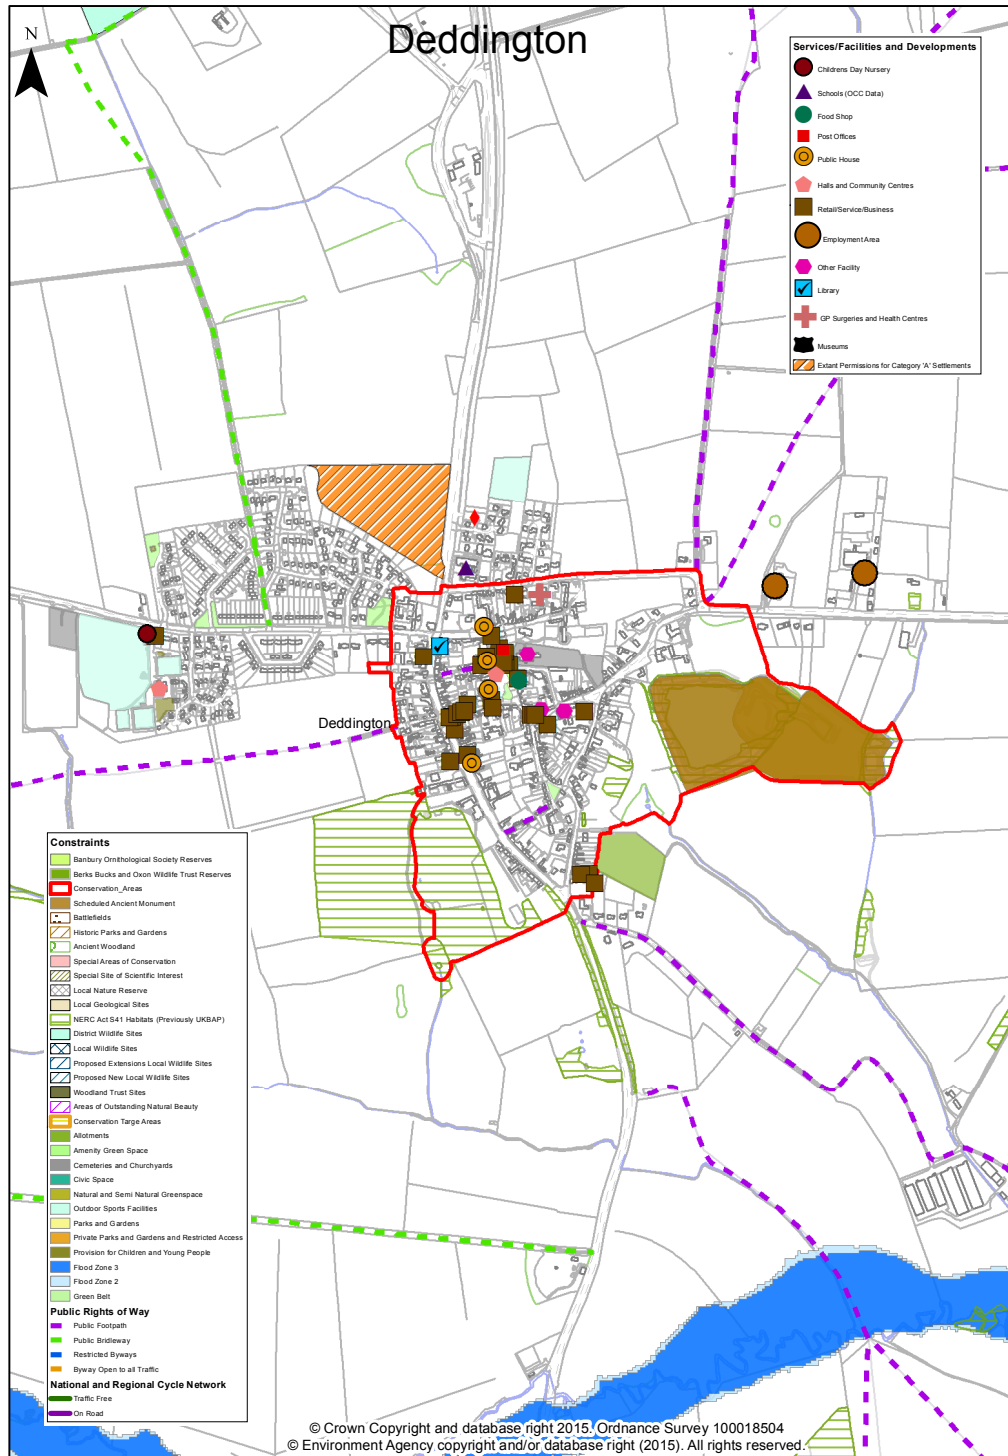 Deddington
N
Services/Facilities and Developments
Childrens Day Nursery
Schools (OCC Data)
Food Shop
Post Offices
Public House
Halls and Community Centres
Retail/Service/Business
Employment Area
Other Facility
Library
GP Surgeries and Health Centres
Museums
Extant Permissions for Category 'A' Settlements
Deddington
Constraints
Banbury Ornithological Society Reserves
Berks Bucks and Oxon Wildlife Trust Reserves
Conservation_Areas
Scheduled Ancient Monument
Battlefields
Historic Parks and Gardens
Ancient Woodland
Special Areas of Conservation
Special Site of Scientific Interest
Local Nature Reserve
Local Geological Sites
NERC Act S41 Habitats (Previously UKBAP)
District Wildlife Sites
Local Wildlife Sites
Proposed Extensions Local Wildlife Sites
Proposed New Local Wildlife Sites
Woodland Trust Sites
Areas of Outstanding Natural Beauty
Conservation Targe Areas
Allotments
Amenity Green Space
Cemeteries and Churchyards
Civic Space
Natural and Semi Natural Greenspace
Outdoor Sports Facilities
Parks and Gardens
Private Parks and Gardens and Restricted Access
Provision for Children and Young People
Flood Zone 3
Flood Zone 2
Green Belt
Public Rights of Way
Public Footpath
Public Bridleway
Restricted Byways
Byway Open to all Traffic
National and Regional Cycle Network
Traffic Free
On Road
© Crown Copyright and database right 2015. Ordnance Survey 100018504
© Environment Agency copyright and/or database right (2015). All rights reserved.